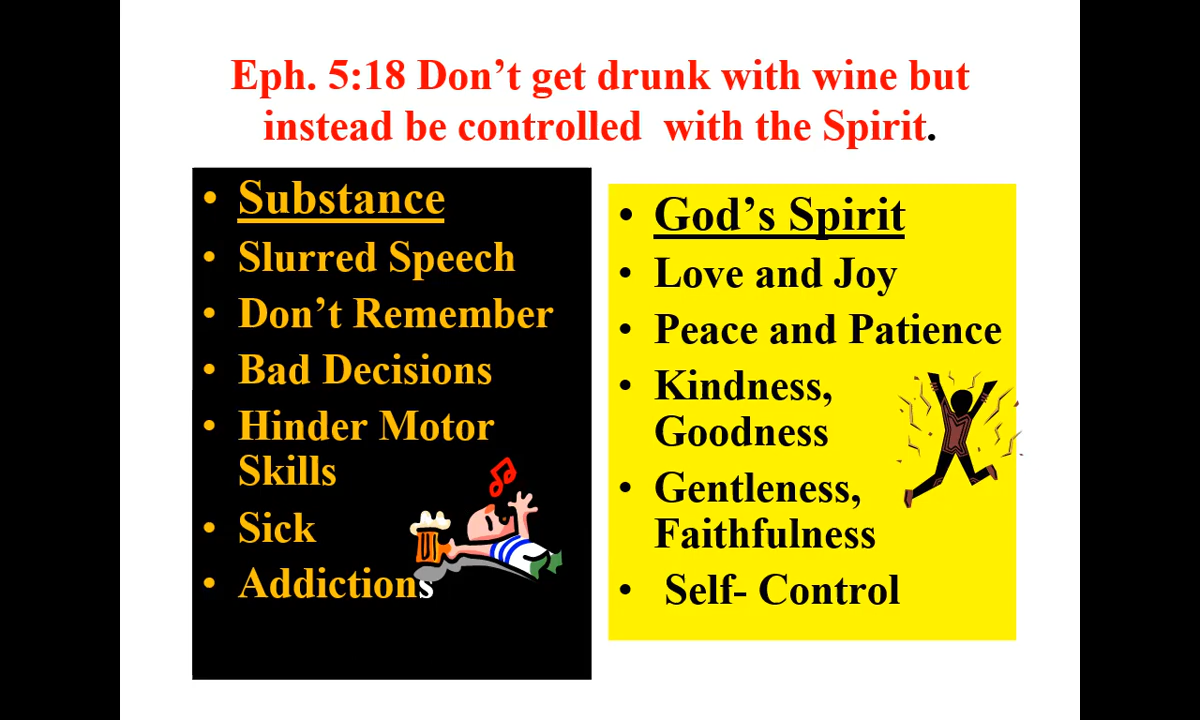 Eph. 5:18 Don’t get drunk with wine but
instead be controlled with the Spirit.
• Substance
• Slurred Speech
• Don’t Remember
• Bad Decisions
• Hinder Motor
Skills
• Sick
• Addictions
• God’s Spirit
• Love and Joy
• Peace and Patience
• Kindness,
Goodness
• Gentleness,
Faithfulness
• Self- Control